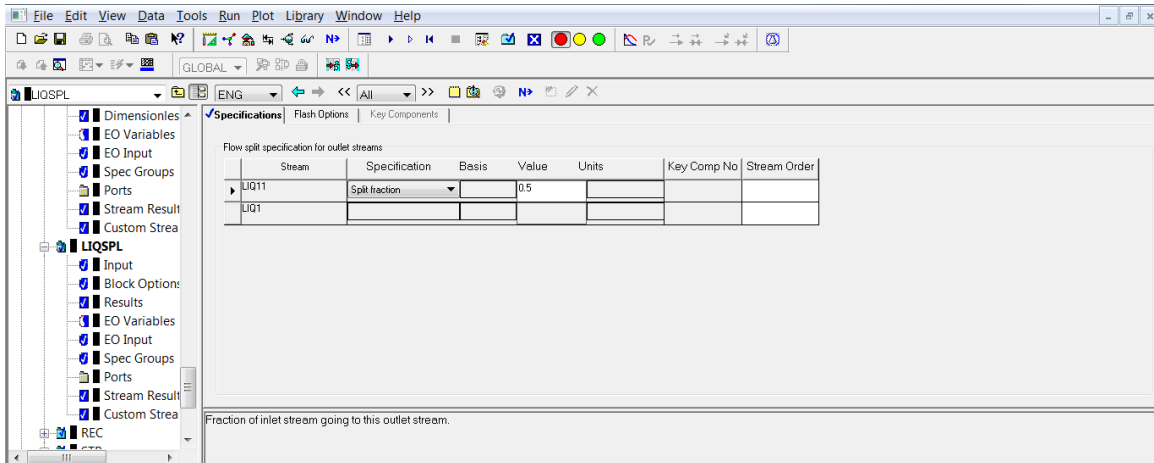 File Edit View Data Tools Run Plot Library Window Help
N>
GLOBAL
LIQSPL ENG << All >> N>
Dimensionles
EO Variables
EO Input
Spec Groups
Ports
Stream Result
Custom Strea
LIQSPL
Input
Block Options
Results
EO Variables
EO Input
Spec Groups
Ports
Stream Result
Custom Strea
REC
Specifications Flash Options Key Components
Flow split specification for outlet streams
Stream Specification Basis Value Units Key Comp No Stream Order
LIQ11 Split fraction 0.5
LIQ1
Fraction of inlet stream going to this outlet stream.